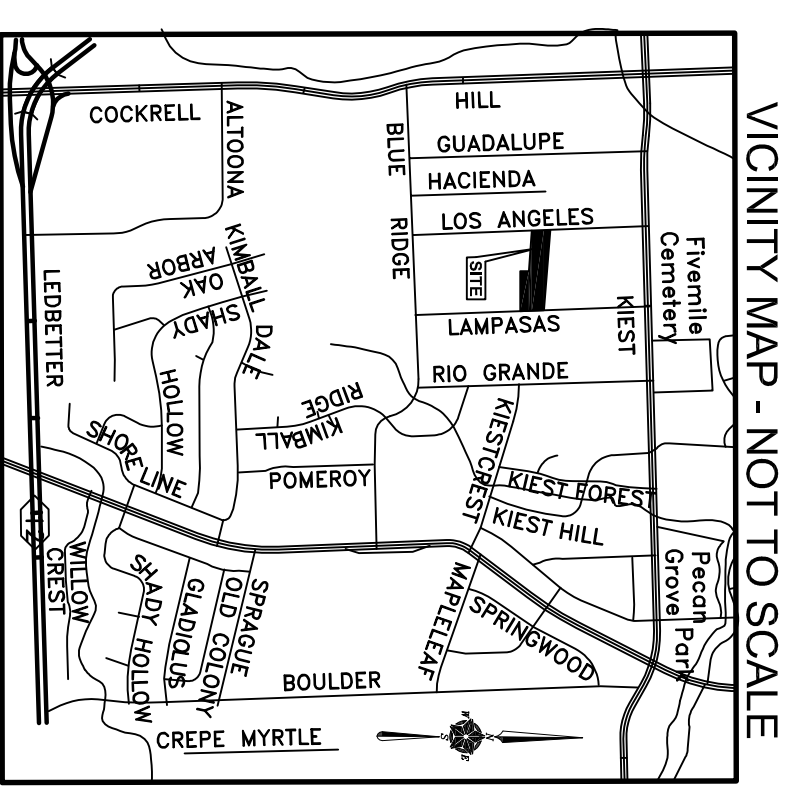 COCKRELL
HILL
ALTOONA
BLUE
RIDGE
GUADALUPE
HACIENDA
LOS ANGELES
SITE
LAMPASAS
RIO GRANDE
KIEST
Fivemile
Cemetery
VICINITY MAP - NOT TO SCALE
KIMBALL
DALE
ARBOR
OAK
SHADY
HOLLOW
LEDBETTER
SHORELINE
RIDGE
KIMBALL
POMEROY
KIESTCREST
KIEST FOREST
KIEST HILL
WILLOW
CREST
SHADY HOLLOW
GLADIOLUS
OLD COLONY
SPRAGUE
MAPLELEAF
SPRINGWOOD
Pecan
Grove Park
BOULDER
CREPE MYRTLE
N
E
S
W